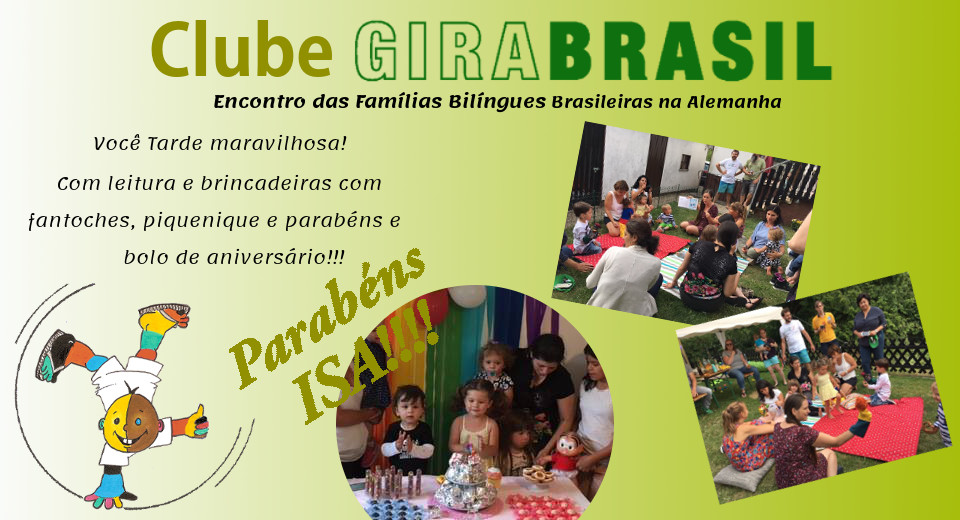 Clube GIRABRASIL
Encontro das Famílias Bilíngues Brasileiras na Alemanha
Você Tarde maravilhosa!
Com leitura e brincadeiras com
fantoches, piquenique e parabéns e
bolo de aniversário!!!
Parabéns
ISA!!!!